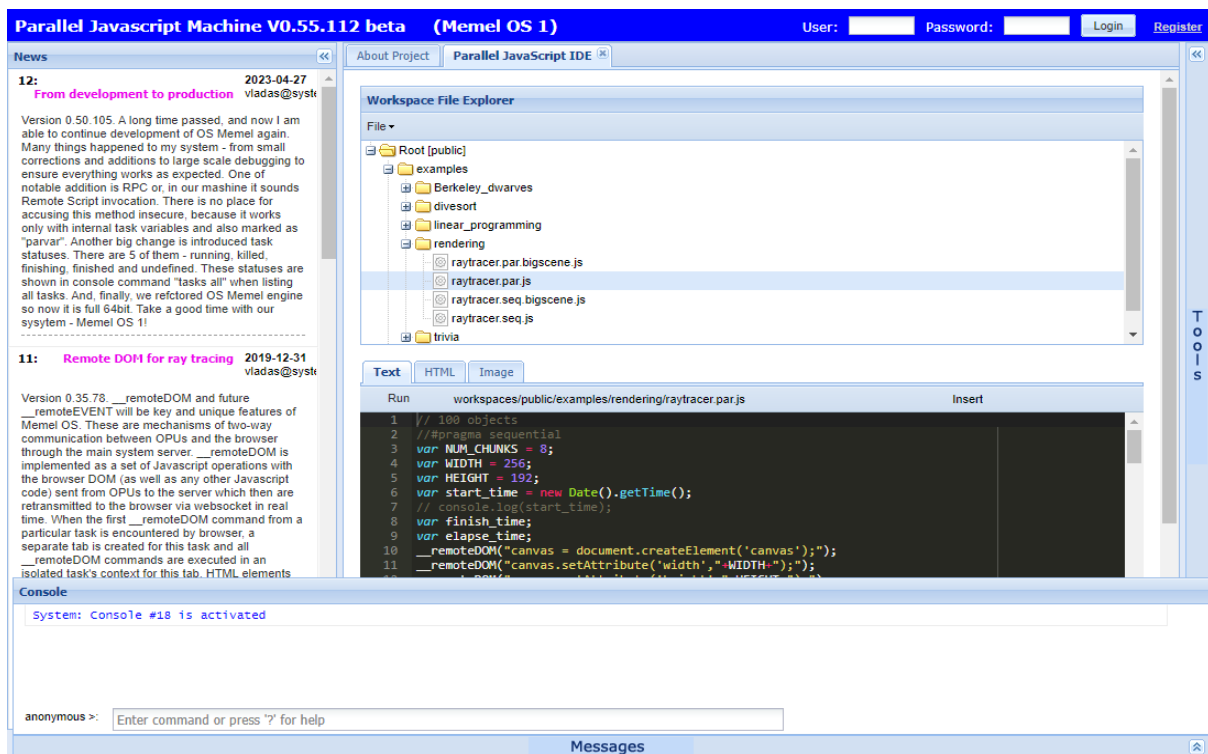 Parallel Javascript Machine V0.55.112 beta (Memel OS 1)
User:
Password:
Login
Register
News
12:
2023-04-27
From development to production
vladas@syste
Version 0.50.105. A long time passed, and now I am
able to continue development of OS Memel again.
Many things happened to my system - from small
corrections and additions to large scale debugging to
ensure everything works as expected. One of
notable addition is RPC or, in our mashine it sounds
Remote Script invocation. There is no place for
accusing this method insecure, because it works
only with internal task variables and also marked as
"parvar". Another big change is introduced task
statuses. There are 5 of them - running, killed,
finishing, finished and undefined. These statuses are
shown in console command "tasks all" when listing
all tasks. And, finally, we refctored OS Memel engine
so now it is full 64bit. Take a good time with our
sysytem - Memel OS 1!
11:
Remote DOM for ray tracing
2019-12-31
vladas@syste
Version 0.35.78. __remoteDOM and future
__remoteEVENT will be key and unique features of
Memel OS. These are mechanisms of two-way
communication between OPUs and the browser
through the main system server. __remoteDOM is
implemented as a set of Javascript operations with
the browser DOM (as well as any other Javascript
code) sent from OPUs to the server which then are
retransmitted to the browser via websocket in real
time. When the first __remoteDOM command from a
particular task is encountered by browser, a
separate tab is created for this task and all
__remoteDOM commands are executed in an
isolated task's context for this tab. HTML elements
About Project
Parallel JavaScript IDE
Workspace File Explorer
File
Root [public]
examples
Berkeley_dwarves
divesort
linear_programming
rendering
raytracer.par.bigscene.js
raytracer.par.js
raytracer.seq.bigscene.js
raytracer.seq.js
trivia
Text
HTML
Image
Run
workspaces/public/examples/rendering/raytracer.par.js
Insert
1 // 100 objects
2 //#pragma sequential
3 var NUM_CHUNKS = 8;
4 var WIDTH = 256;
5 var HEIGHT = 192;
6 var start_time = new Date().getTime();
7 // console.log(start_time);
8 var finish_time;
9 var elapse_time;
10 __remoteDOM("canvas = document.createElement('canvas');");
11 __remoteDOM("canvas.setAttribute('width',"+WIDTH+");");
Tools
Console
System: Console #18 is activated
anonymous >:
Enter command or press '?' for help
Messages